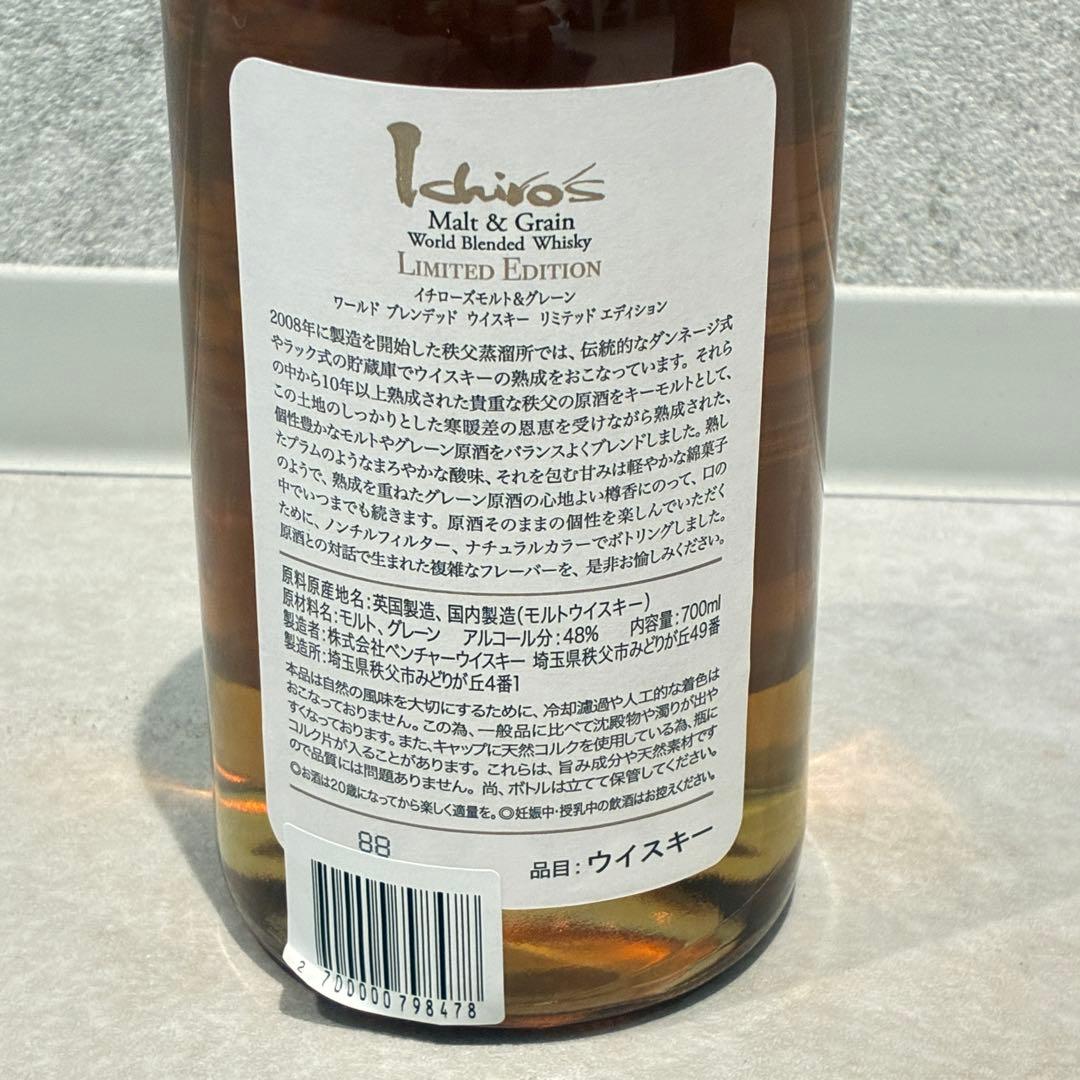 Ichiro's
Malt & Grain
World Blended Whisky
LIMITED EDITION
イチローズモルト&グレーン
ワールド ブレンデッド ウイスキー リミテッド エディション
2008年に製造を開始した秩父蒸溜所では、伝統的なダンネージ式
やラック式の貯蔵庫でウイスキーの熟成をおこなっています。それら
の中から10年以上熟成された貴重な秩父の原酒をキーモルトとして、
この土地のしっかりとした寒暖差の恩恵を受けながら熟成された、
個性豊かなモルトやグレーン原酒をバランスよくブレンドしました。熟し
たプラムのようなまろやかな酸味、それを包む甘みは軽やかな綿菓子
のようで、熟成を重ねたグレーン原酒の心地よい樽香にのって、口の
中でいつまでも続きます。原酒そのままの個性を楽しんでいただく
ために、ノンチルフィルター、ナチュラルカラーでボトリングしました。
原酒との対話で生まれた複雑なフレーバーを、是非お愉しみください。
原料原産地名:英国製造、国内製造(モルトウイスキー)
原材料名:モルト、グレーン アルコール分:48% 内容量:700ml
製造者:株式会社ベンチャーウイスキー 埼玉県秩父市みどりが丘49番
製造所:埼玉県秩父市みどりが丘4番1
本品は自然の風味を大切にするために、冷却濾過や人工的な着色は
おこなっておりません。この為、一般品に比べて沈殿物や濁りが出や
すくなっております。また、キャップに天然コルクを使用している為、瓶に
コルク片が入ることがあります。これらは、旨み成分や天然素材です
ので品質には問題ありません。尚、ボトルは立てて保管してください。
◎お酒は20歳になってから楽しく適量を。◎妊娠中・授乳中の飲酒はお控えください。
88
品目:ウイスキー
2 700000 798478